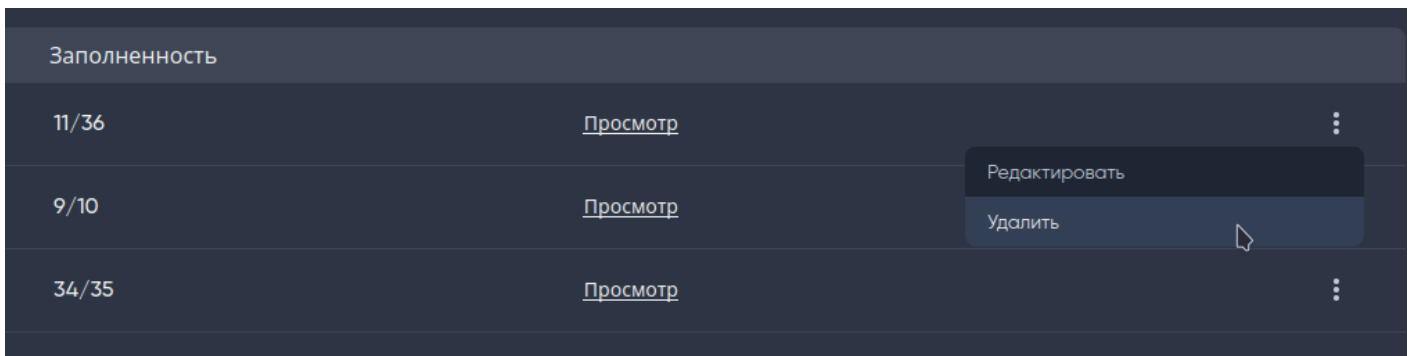 Заполненность
11/36 Просмотр
Редактировать
9/10 Просмотр
Удалить
34/35 Просмотр